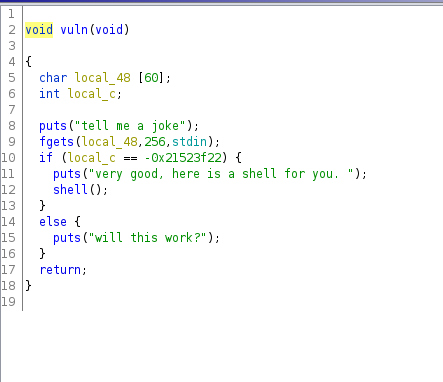 1
2 void vuln(void)
3
4 {
5 char local_48 [60];
6 int local_c;
7
8 puts("tell me a joke");
9 fgets(local_48,256,stdin);
10 if (local_c == -0x21523f22) {
11 puts("very good, here is a shell for you. ");
12 shell();
13 }
14 else {
15 puts("will this work?");
16 }
17 return;
18 }
19